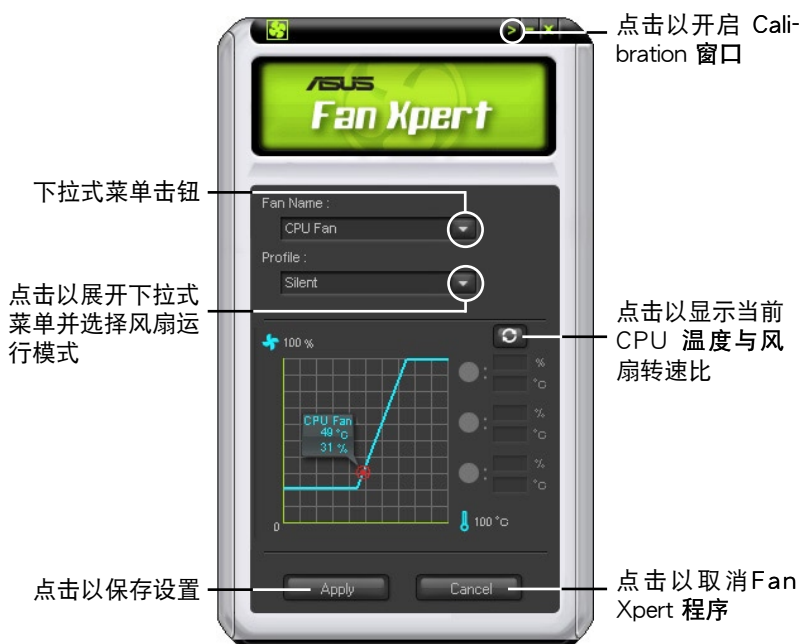 点击以开启 Cali-
bration 窗口
ASUS
Fan Xpert
下拉式菜单击钮
Fan Name :
CPU Fan
Profile :
Silent
点击以展开下拉式
菜单并选择风扇运
行模式
点击以显示当前
CPU 温度与风
扇转速比
100 %
%
°C
CPU Fan
49 °C
31 %
:
%
°C
:
%
°C
:
0
100 °C
点击以保存设置
Apply
Cancel
点击以取消Fan
Xpert 程序